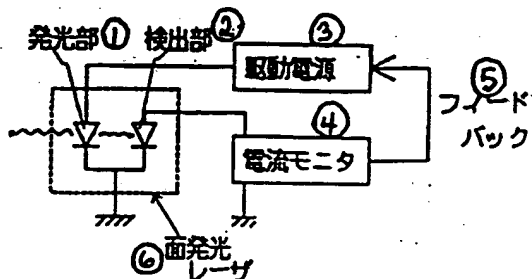 発光部① 検出部② ③
駆動電源
④
電流モニタ
⑤
フィード
バック
⑥ 面発光
レーザ